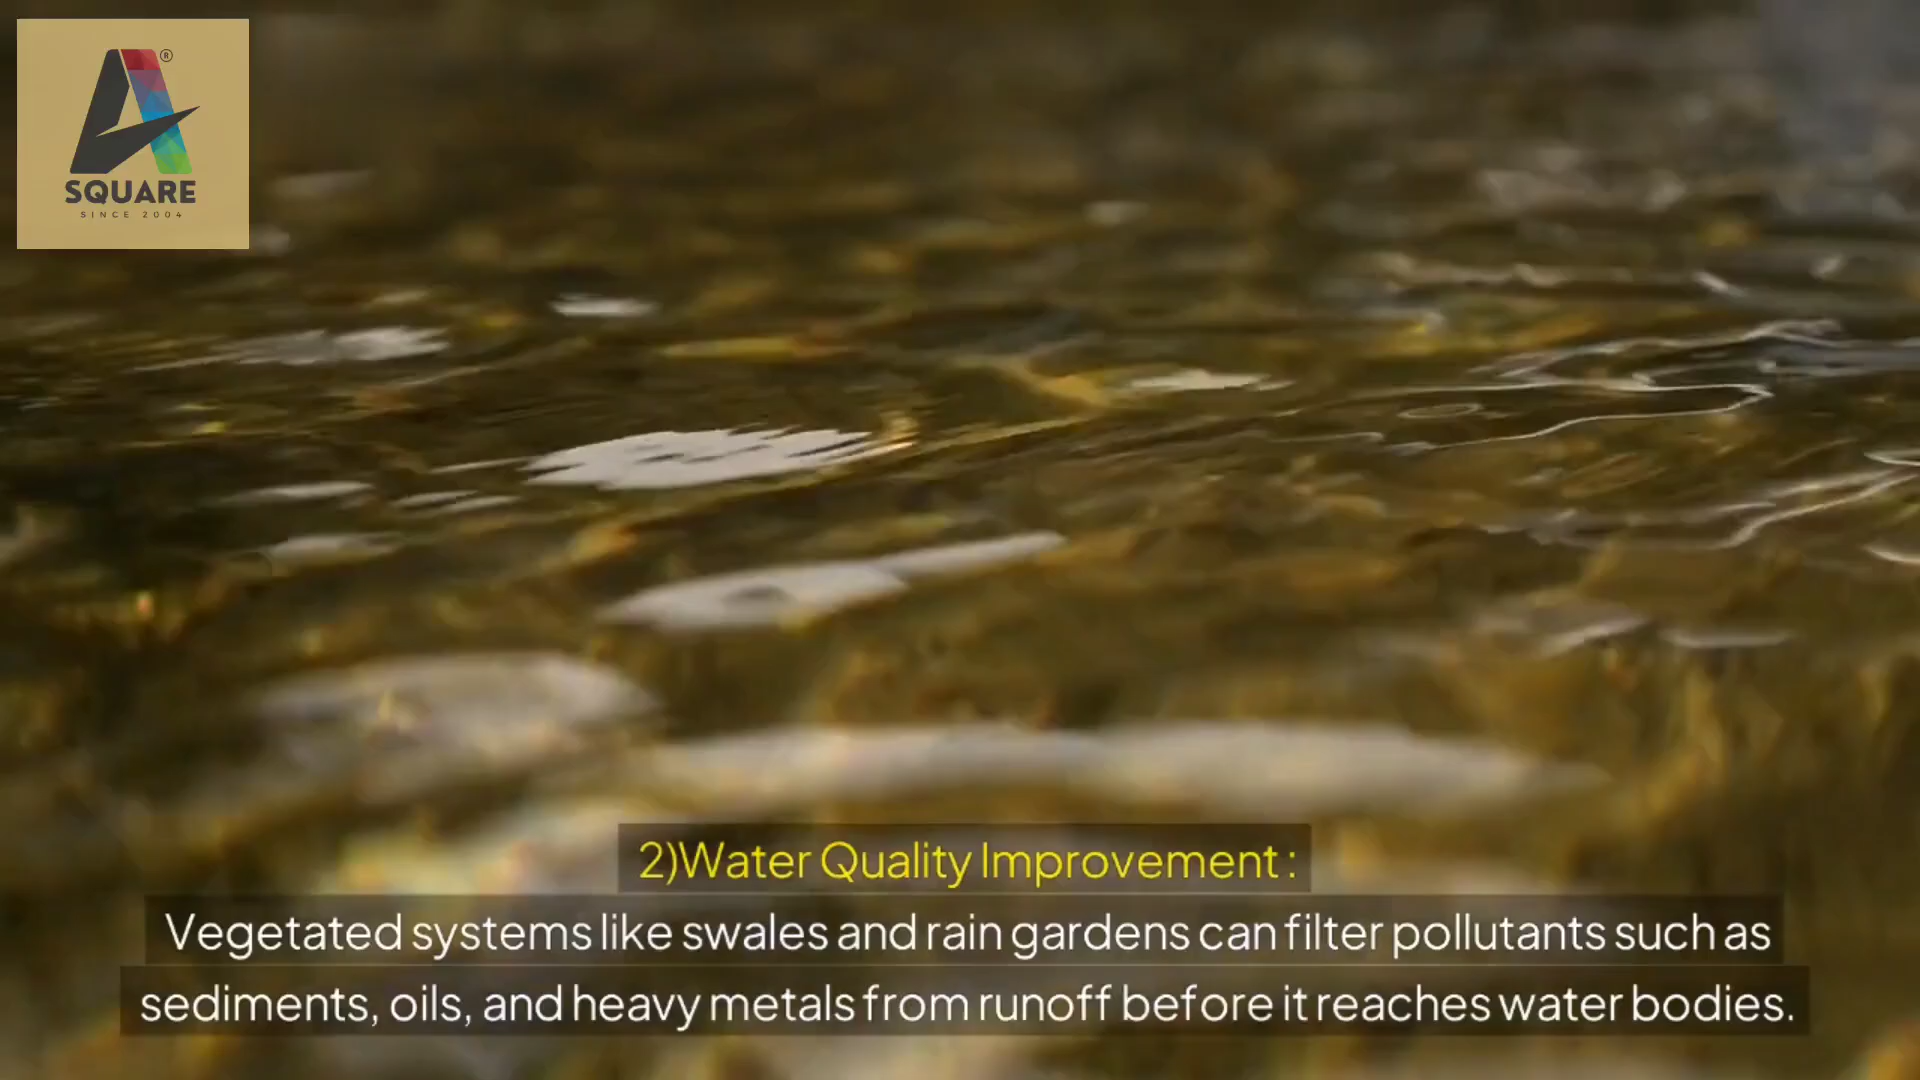 A®
SQUARE
SINCE 2004
2)Water Quality Improvement :
Vegetated systems like swales and rain gardens can filter pollutants such as
sediments, oils, and heavy metals from runoff before it reaches water bodies.